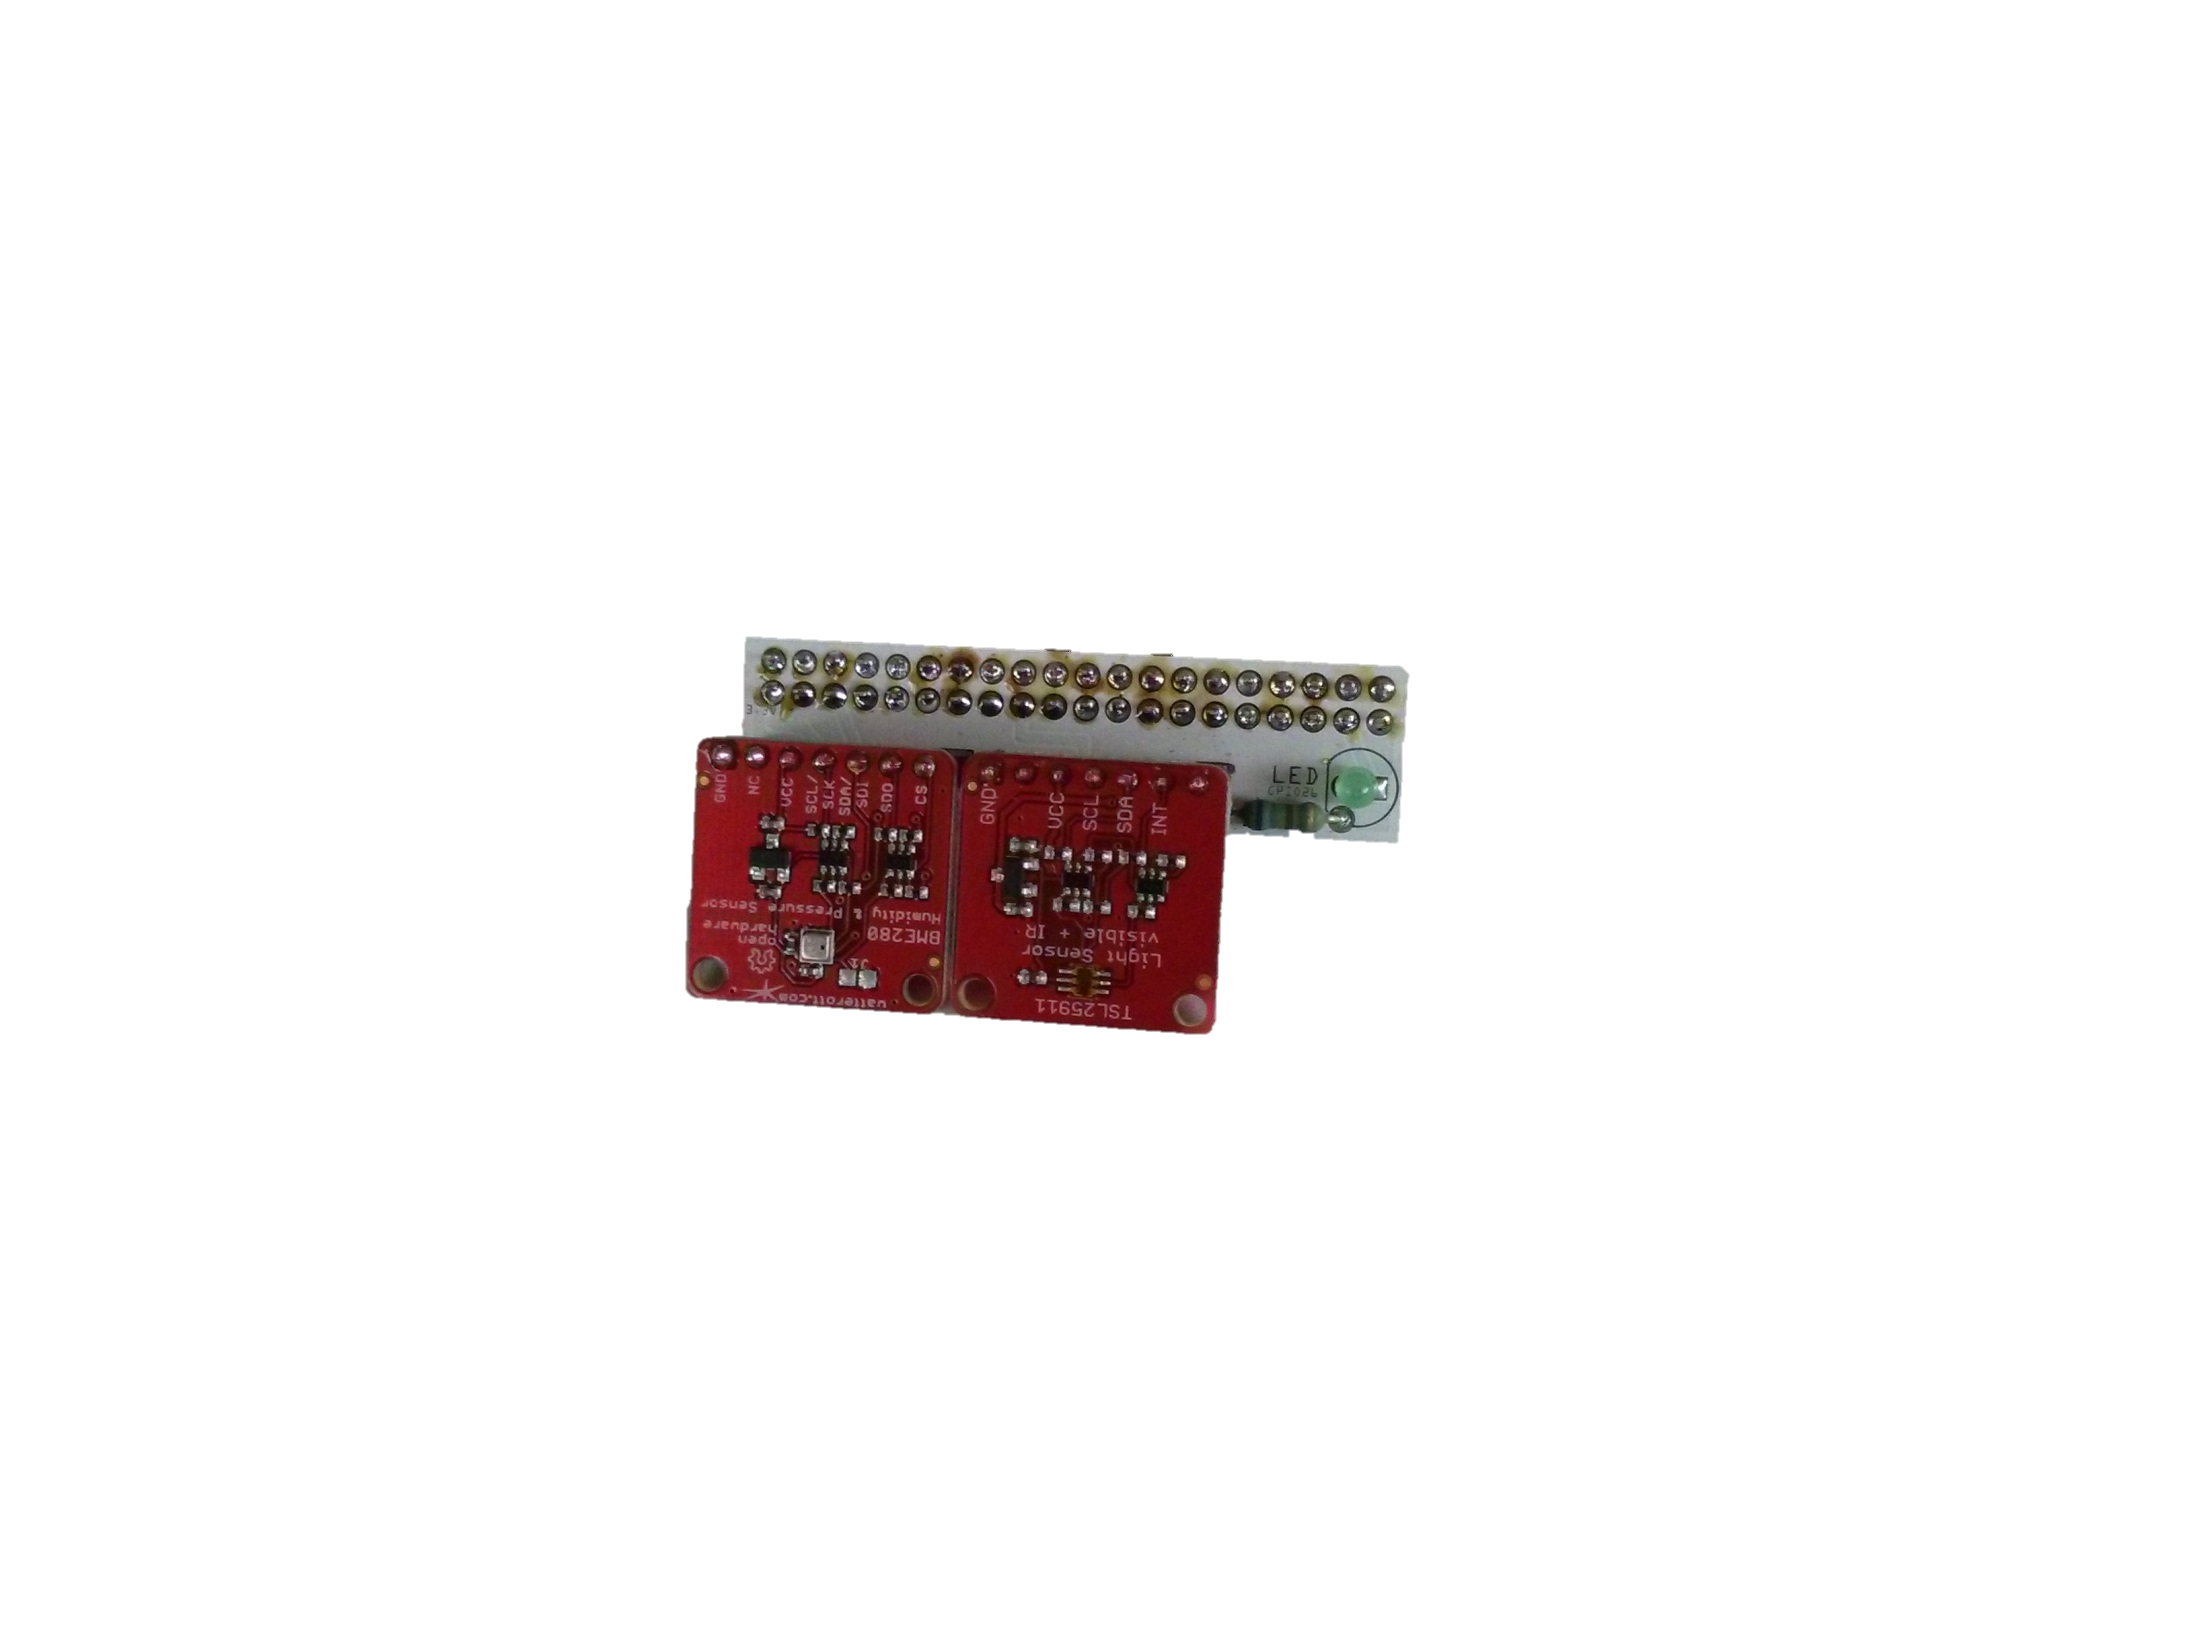 LED
GPIO26
GND
NC
VCC
SCL/
SCK
SDA/
SDI
SDO
CS
Humidity & Pressure Sensor
BME280
open
hardware
J1
watterott.com
GND
VCC
SCL
SDA
INT
TSL25911
Light Sensor
visible + IR